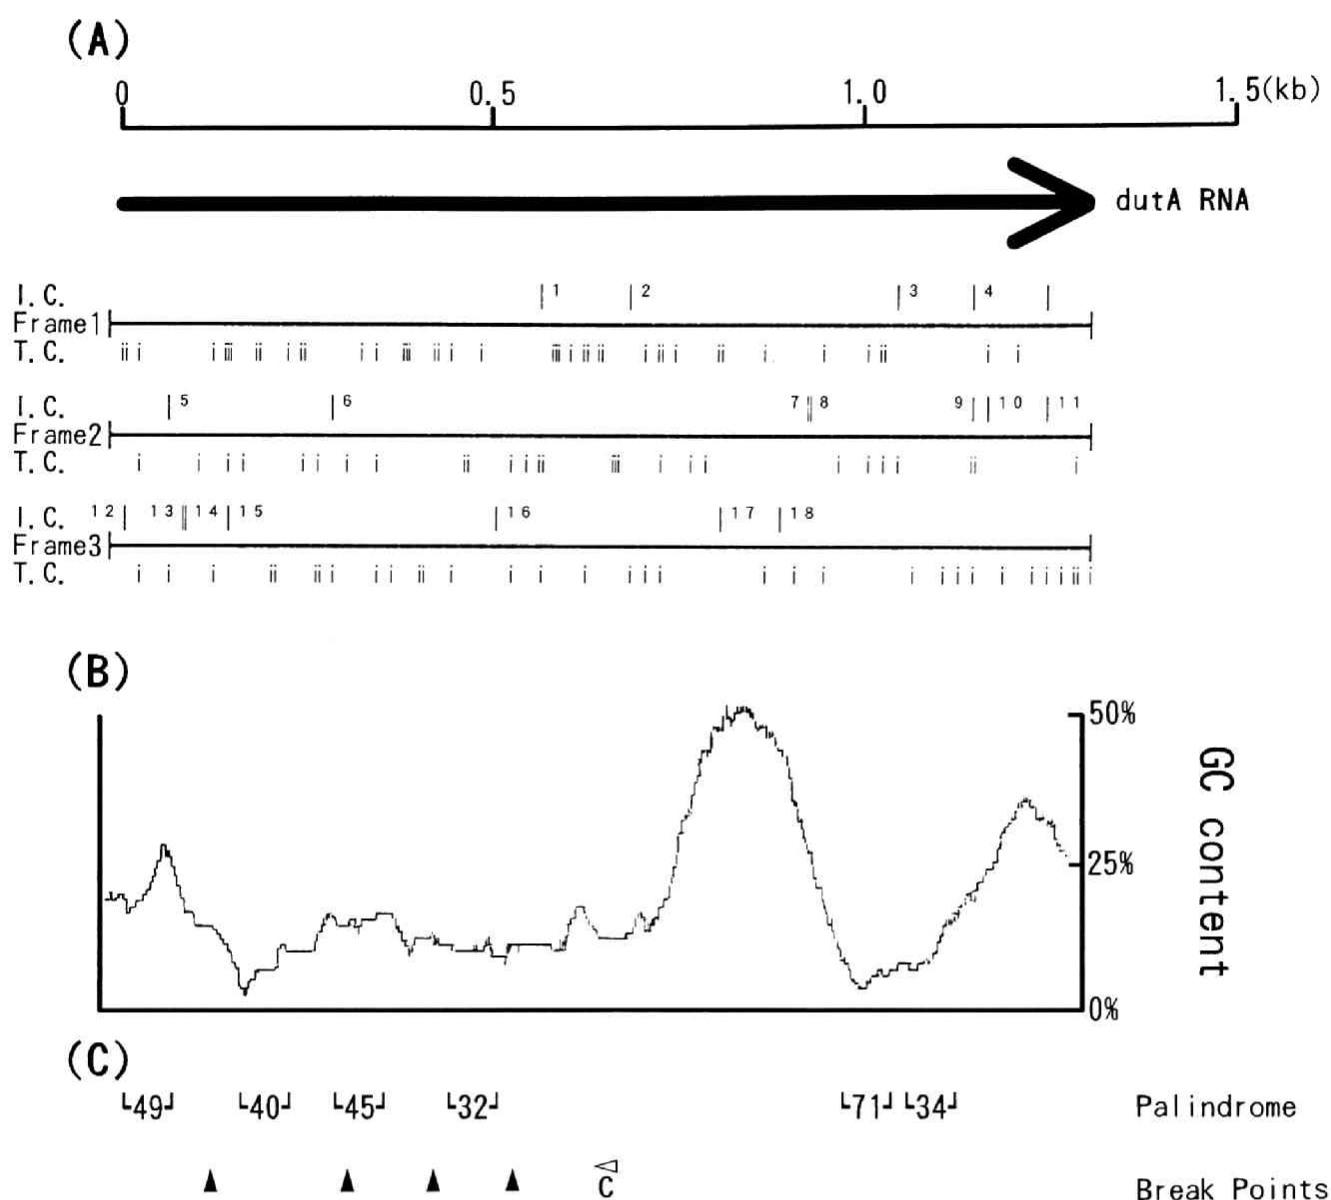 (A)
0 0.5 1.0 1.5(kb)
dutA RNA
I.C. 1 2 3 4
Frame1
T.C.
I.C. 5 6 7 8 9 10 11
Frame2
T.C.
I.C. 12 13 14 15 16 17 18
Frame3
T.C.
(B)
50%
25%
0%
GC content
(C)
49 40 45 32 71 34 Palindrome
C Break Points